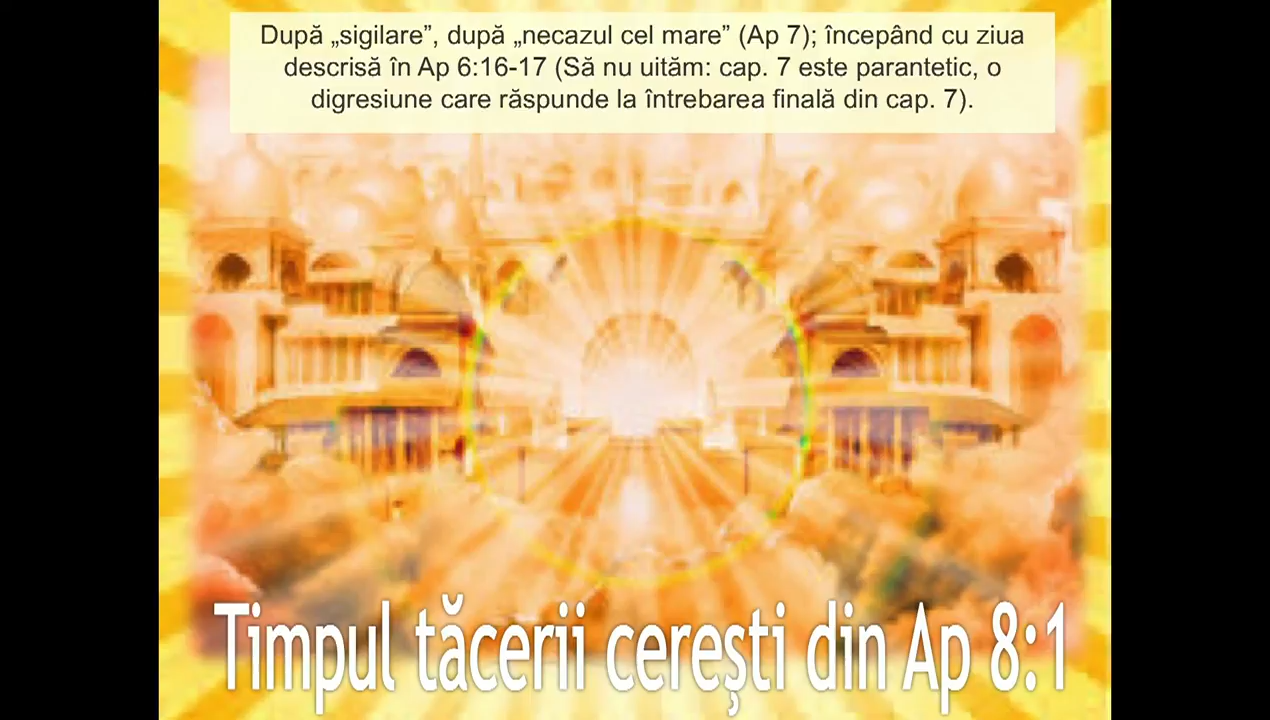 După „sigilare”, după „necazul cel mare” (Ap 7); începând cu ziua
descrisă în Ap 6:16-17 (Să nu uităm: cap. 7 este parantetic, o
digresiune care răspunde la întrebarea finală din cap. 7).
Timpul tăcerii cerești din Ap 8:1